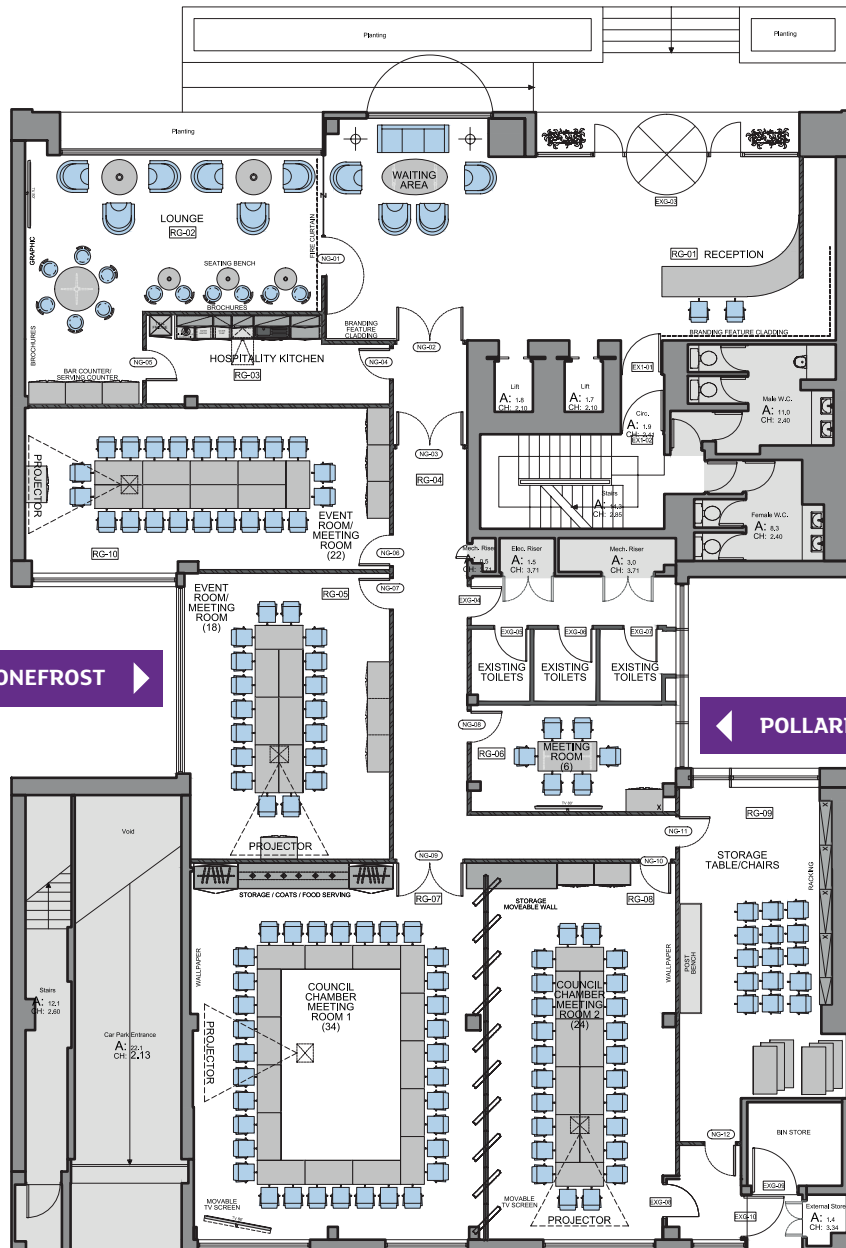 Planting
Planting
Planting
WAITING
AREA
EXG-03
LOUNGE
RG-02
FIRE CURTAIN
NG-01
RG-01
RECEPTION
GRAPHIC
SEATING BENCH
BROCHURES
BROCHURES
BRANDING
FEATURE
CLADDING
BRANDING FEATURE CLADDING
NG-02
HOSPITALITY KITCHEN
NG-05
NG-04
RG-03
BAR COUNTER/
SERVING COUNTER
Lift
A: 1.8
CH: 2.10
Lift
A: 1.7
CH: 2.10
EX1-01
Circ.
A: 1.9
EX1-02
Male W.C.
A: 11,0
CH: 2.40
NG-03
RG-04
PROJECTOR
EVENT
ROOM/
MEETING
ROOM
(22)
RG-10
NG-06
Stairs
CH: 2.85
Female W.C.
A: 8,3
CH: 2.40
Mech. Riser
Elec. Riser
A: 1.5
CH: 3,71
Mech. Riser
A: 3,0
CH: 3.71
NG-07
EVENT
ROOM/
MEETING
ROOM
(18)
RG-05
EXG-04
EXG-05
EXG-06
EXG-07
EXISTING
TOILETS
EXISTING
TOILETS
EXISTING
TOILETS
ONEFROST
POLLAR
NG-08
RG-06
MEETING
ROOM
(6)
PROJECTOR
RG-09
NG-11
STORAGE
TABLE/CHAIRS
RACKING
Void
NG-09
NG-10
STORAGE / COATS / FOOD SERVING
RG-07
STORAGE
MOVEABLE WALL
RG-08
WALLPAPER
WALLPAPER
POST
BENCH
Stairs
A: 12,1
CH: 2.60
Car Park Entrance
A: 22.1
CH: 2.13
COUNCIL
CHAMBER
MEETING
ROOM 1
(34)
PROJECTOR
COUNCIL
CHAMBER
MEETING
ROOM 2
(24)
NG-12
BIN STORE
EXG-09
MOVABLE
TV SCREEN
MOVABLE
TV SCREEN
PROJECTOR
EXG-08
EXG-10
External Store
A: 1.4
CH: 3.34